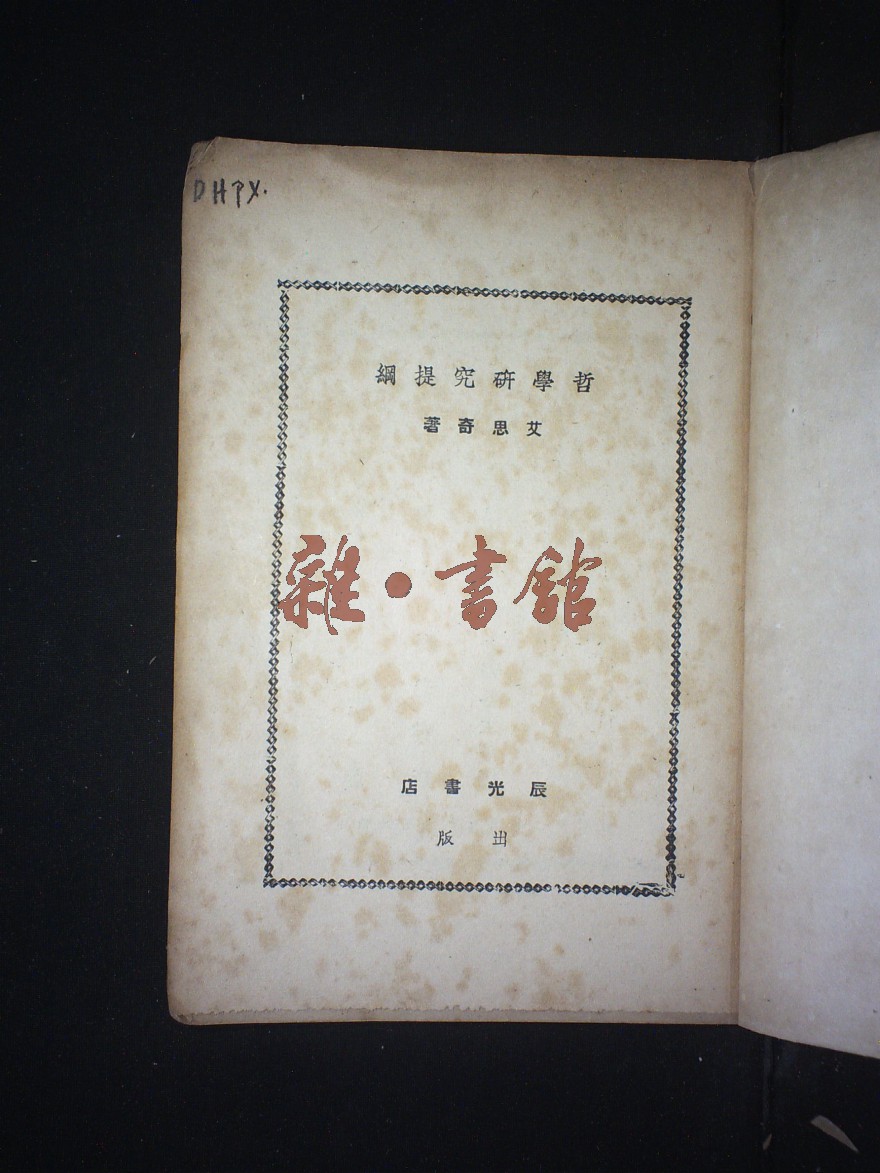 DHPX.
哲學研究提綱
艾思奇著
雜·書館
辰光書店
出版